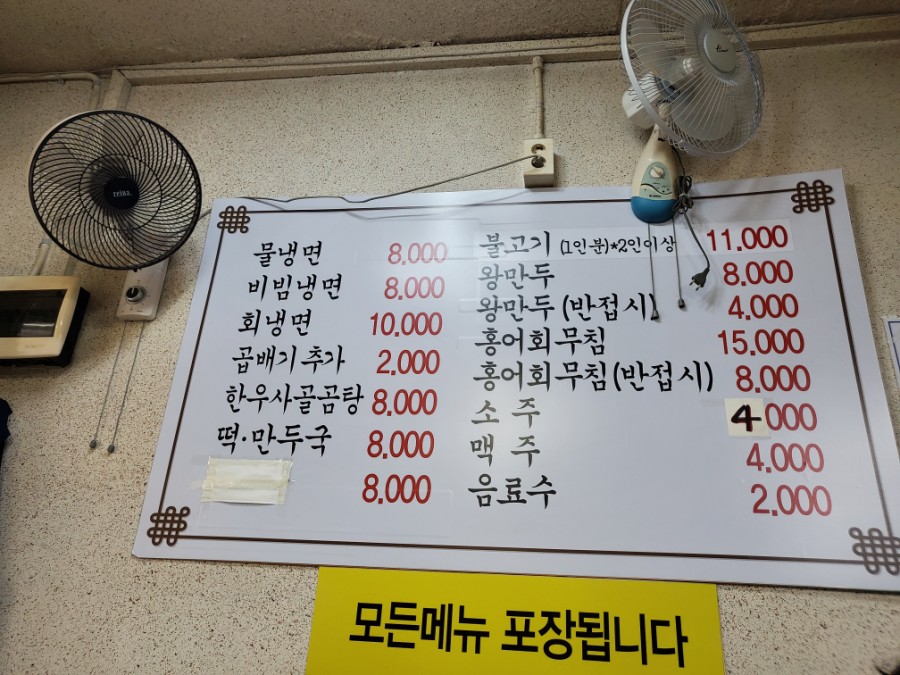 물냉면 8.000
비빔냉면 8.000
회냉면 10.000
곱배기 추가 2.000
한우사골곰탕 8.000
떡·만두국 8.000
8.000
불고기 (1인분)*2인이상 11.000
왕만두 8.000
왕만두 (반접시) 4.000
홍어회무침 15.000
홍어회무침 (반접시) 8.000
소 주 4 000
맥 주 4.000
음료수 2.000
모든메뉴 포장됩니다